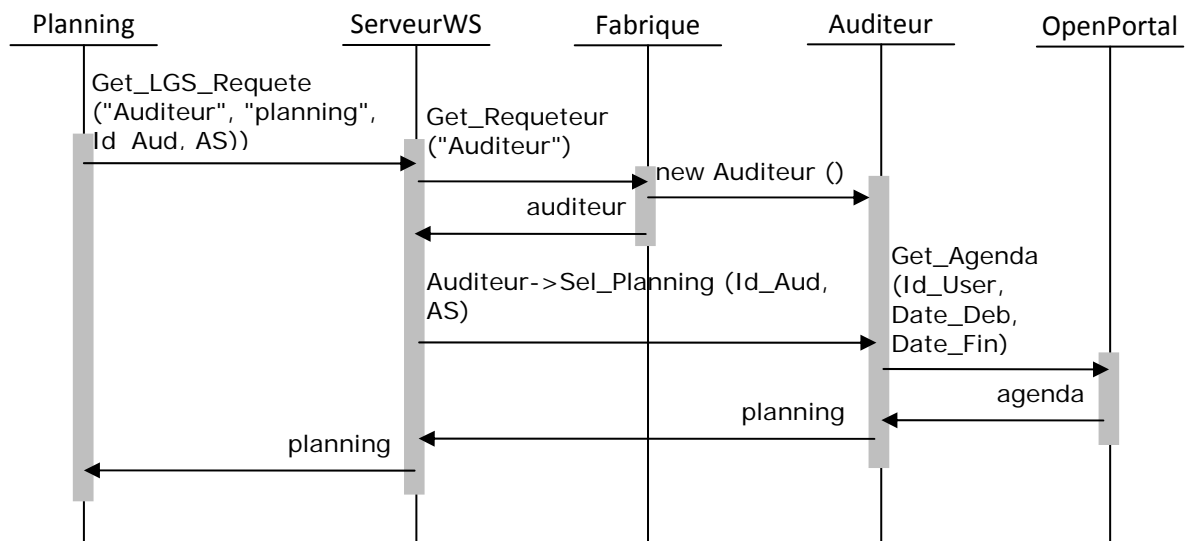 Planning
ServeurWS
Fabrique
Auditeur
OpenPortal
Get_LGS_Requete
("Auditeur", "planning",
Id_Aud, AS))
Get_Requeteur
("Auditeur")
new Auditeur ()
auditeur
Auditeur->Sel_Planning (Id_Aud,
AS)
Get_Agenda
(Id_User,
Date_Deb,
Date_Fin)
agenda
planning
planning